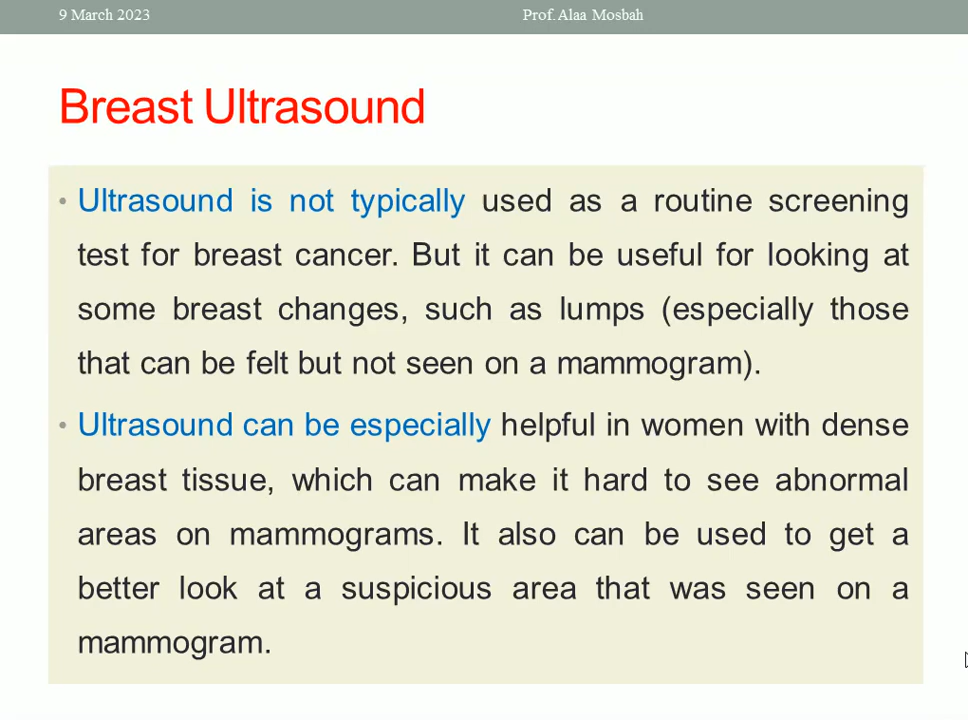 9 March 2023
Prof. Alaa Mosbah
Breast Ultrasound
• Ultrasound is not typically used as a routine screening
test for breast cancer. But it can be useful for looking at
some breast changes, such as lumps (especially those
that can be felt but not seen on a mammogram).
• Ultrasound can be especially helpful in women with dense
breast tissue, which can make it hard to see abnormal
areas on mammograms. It also can be used to get a
better look at a suspicious area that was seen on a
mammogram.